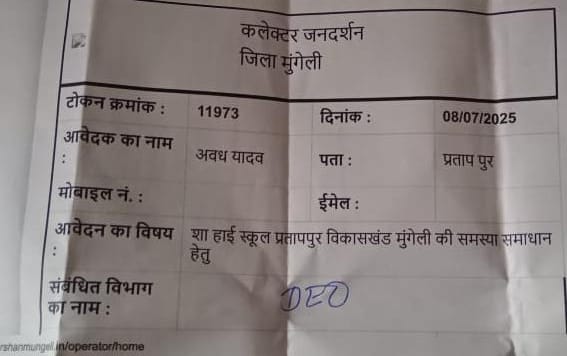 कलेक्टर जनदर्शन
जिला मुंगेली
टोकन क्रमांक : 11973 दिनांक : 08/07/2025
आवेदक का नाम : अवध यादव पता : प्रताप पुर
मोबाइल नं. : ईमेल :
आवेदन का विषय : शा हाई स्कूल प्रतापपुर विकासखंड मुंगेली की समस्या समाधान
हेतु
संबंधित विभाग
का नाम : DEO
rshanmungeli.in/operator/home